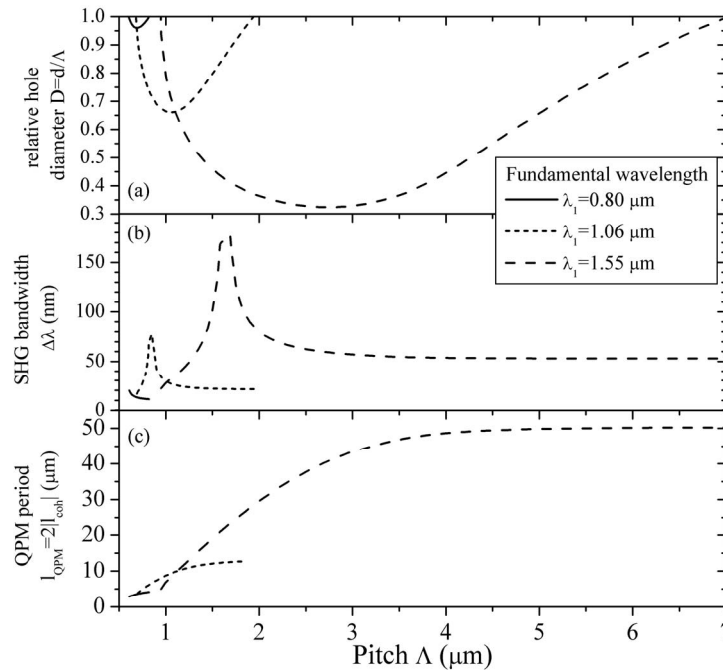 1.0
0.9
0.8
0.7
0.6
0.5
0.4
0.3
relative hole
diameter D=d/Λ
(a)
Fundamental wavelength
λ₁=0.80 μm
λ₁=1.06 μm
λ₁=1.55 μm
(b)
150
100
50
0
SHG bandwidth
Δλ (nm)
(c)
50
40
30
20
10
0
QPM period
l_QPM=2|l_coh| (μm)
1
2
3
4
5
6
7
Pitch Λ (μm)